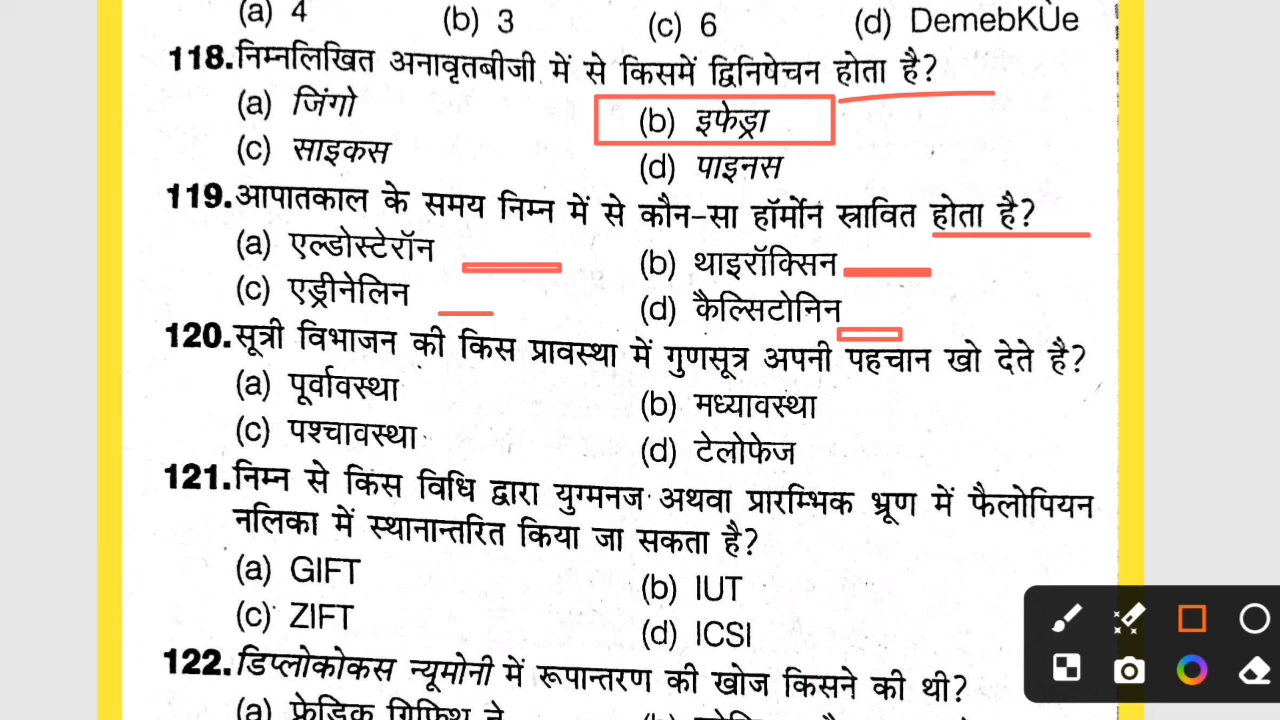 (a) 4 (b) 3 (c) 6 (d) DemebKÙe
118. निम्नलिखित अनावृतबीजी में से किसमें द्विनिषेचन होता है?
(a) जिंगो (b) इफेड्रा
(c) साइकस (d) पाइनस
119. आपातकाल के समय निम्न में से कौन-सा हॉर्मोन स्रावित होता है?
(a) एल्डोस्टेरॉन (b) थाइरॉक्सिन
(c) एड्रीनेलिन (d) कैल्सिटोनिन
120. सूत्री विभाजन की किस प्रावस्था में गुणसूत्र अपनी पहचान खो देते है?
(a) पूर्वावस्था (b) मध्यावस्था
(c) पश्चावस्था (d) टेलोफेज
121. निम्न से किस विधि द्वारा युग्मनज अथवा प्रारम्भिक भ्रूण में फैलोपियन
नलिका में स्थानान्तरित किया जा सकता है?
(a) GIFT (b) IUT
(c) ZIFT (d) ICSI
122. डिप्लोकोकस न्यूमोनी में रूपान्तरण की खोज किसने की थी?
(a) फ्रेड्रिक ग्रिफिथ ने